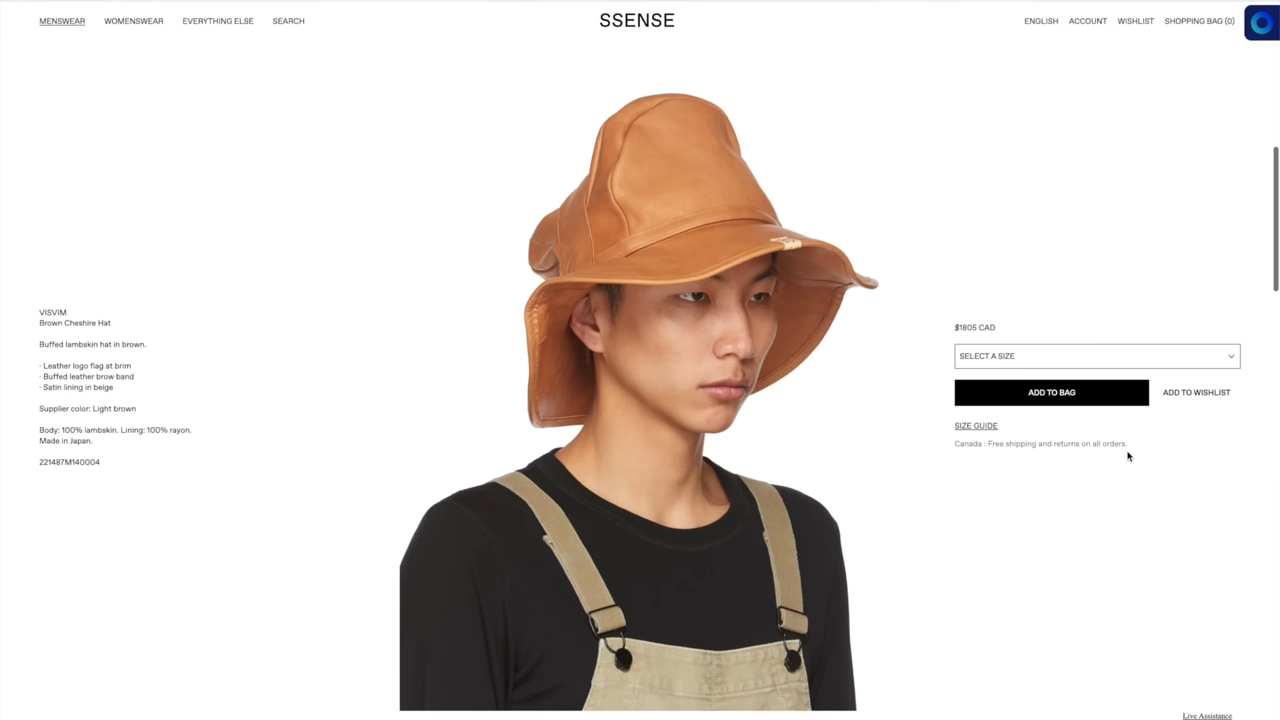 MENSWEAR WOMENSWEAR EVERYTHING ELSE SEARCH SSENSE ENGLISH ACCOUNT WISHLIST SHOPPING BAG (0)
VISVIM
Brown Cheshire Hat
Buffed lambskin hat in brown.
· Leather logo flag at brim
· Buffed leather brow band
· Satin lining in beige
Supplier color: Light brown
Body: 100% lambskin. Lining: 100% rayon.
Made in Japan.
221487M140004
$1805 CAD
SELECT A SIZE
ADD TO BAG ADD TO WISHLIST
SIZE GUIDE
Canada : Free shipping and returns on all orders.
Live Assistance